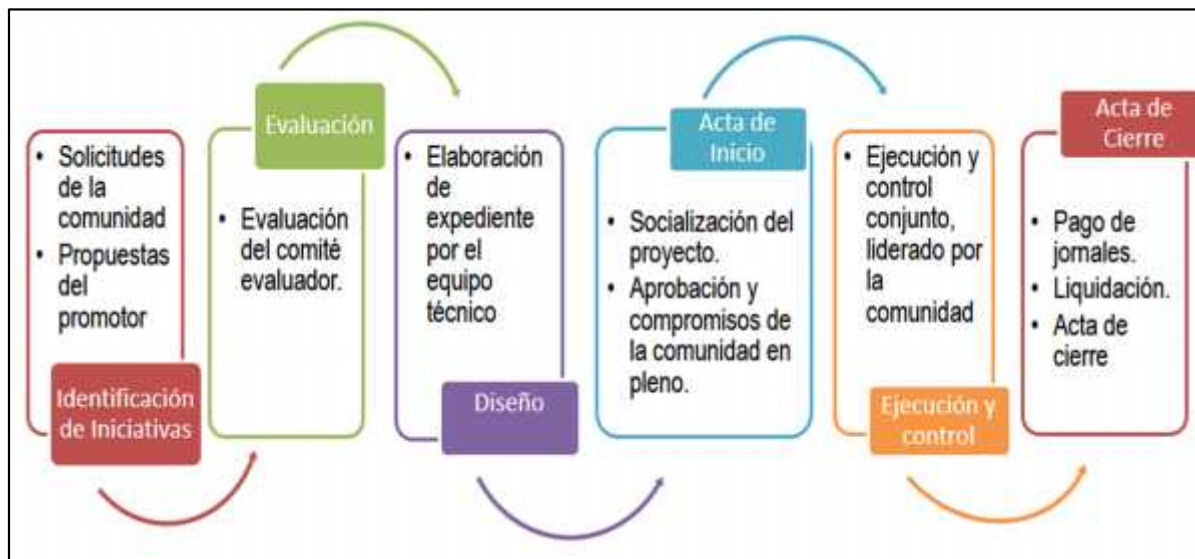 • Solicitudes
de la
comunidad
• Propuestas
del
promotor
Identificación
de Iniciativas
Evaluación
• Evaluación
del comité
evaluador.
• Elaboración
de
expediente
por el
equipo
técnico
Diseño
Acta de
Inicio
• Socialización del
proyecto.
• Aprobación y
compromisos de
la comunidad en
pleno.
• Ejecución y
control
conjunto,
liderado por
la
comunidad
Ejecución y
control
Acta de
Cierre
• Pago de
jornales.
• Liquidación.
• Acta de
cierre